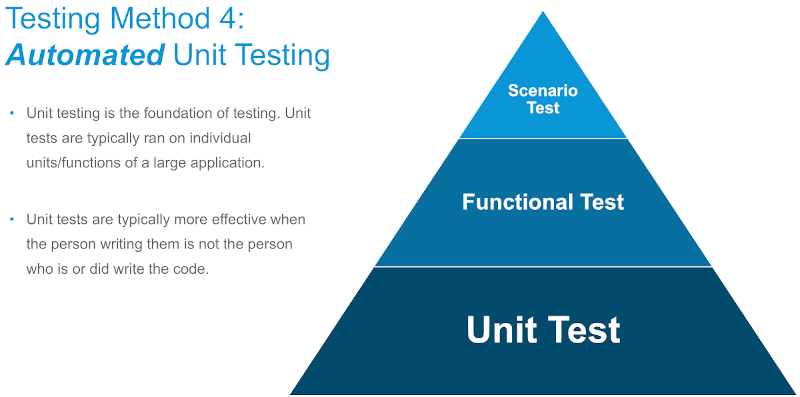 Testing Method 4:
Automated Unit Testing
• Unit testing is the foundation of testing. Unit
tests are typically ran on individual
units/functions of a large application.
• Unit tests are typically more effective when
the person writing them is not the person
who is or did write the code.
Scenario
Test
Functional Test
Unit Test